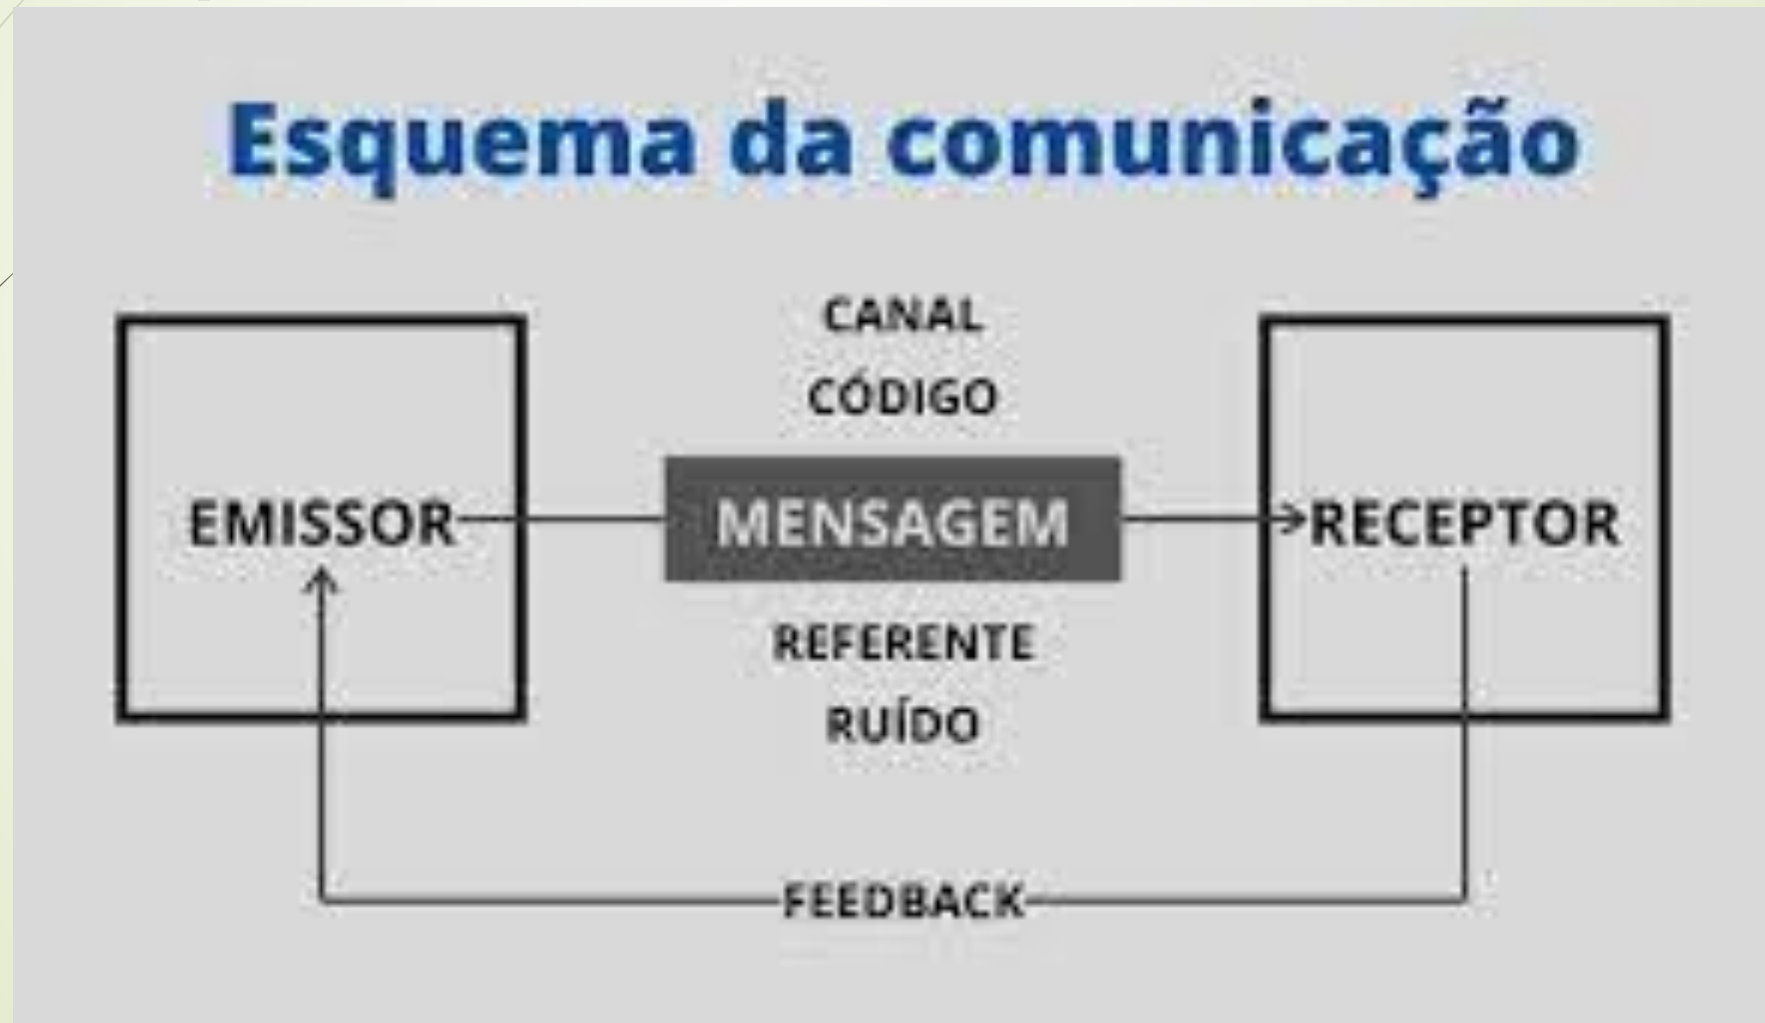 Esquema da comunicação
CANAL
CÓDIGO
EMISSOR
MENSAGEM
RECEPTOR
REFERENTE
RUÍDO
FEEDBACK